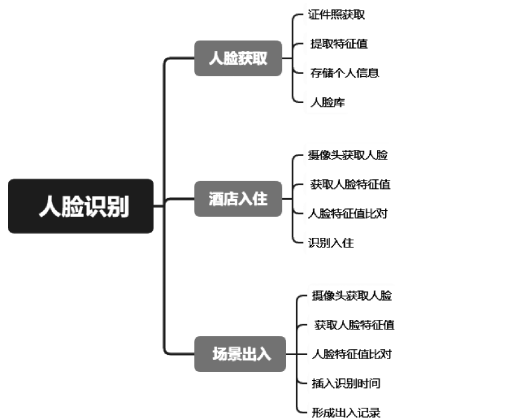 人脸识别
人脸获取
证件照获取
提取特征值
存储个人信息
人脸库
酒店入住
摄像头获取人脸
获取人脸特征值
人脸特征值比对
识别入住
场景出入
摄像头获取人脸
获取人脸特征值
人脸特征值比对
插入识别时间
形成出入记录